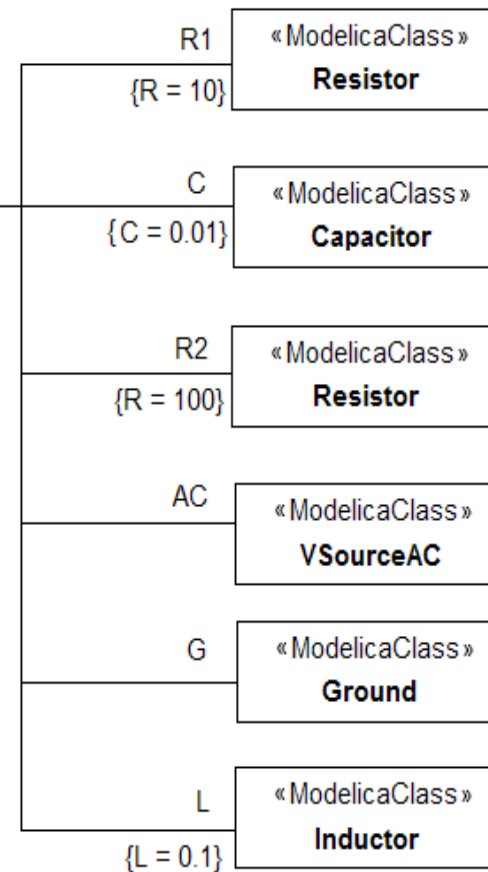 R1
{R = 10}
«ModelicaClass»
Resistor
C
{C = 0.01}
«ModelicaClass»
Capacitor
R2
{R = 100}
«ModelicaClass»
Resistor
AC
«ModelicaClass»
VSourceAC
G
«ModelicaClass»
Ground
L
{L = 0.1}
«ModelicaClass»
Inductor